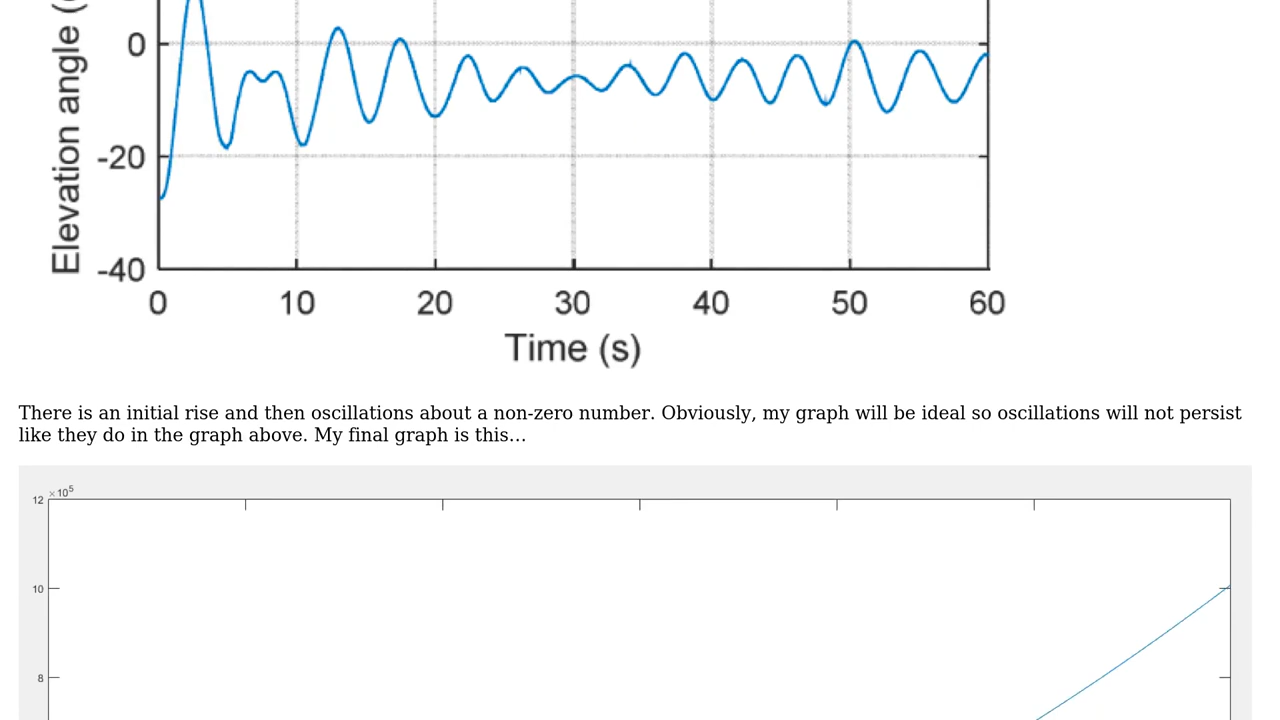 Elevation angle (
0
-20
-40
0 10 20 30 40 50 60
Time (s)
There is an initial rise and then oscillations about a non-zero number. Obviously, my graph will be ideal so oscillations will not persist
like they do in the graph above. My final graph is this...
12 ×10⁵
10
8